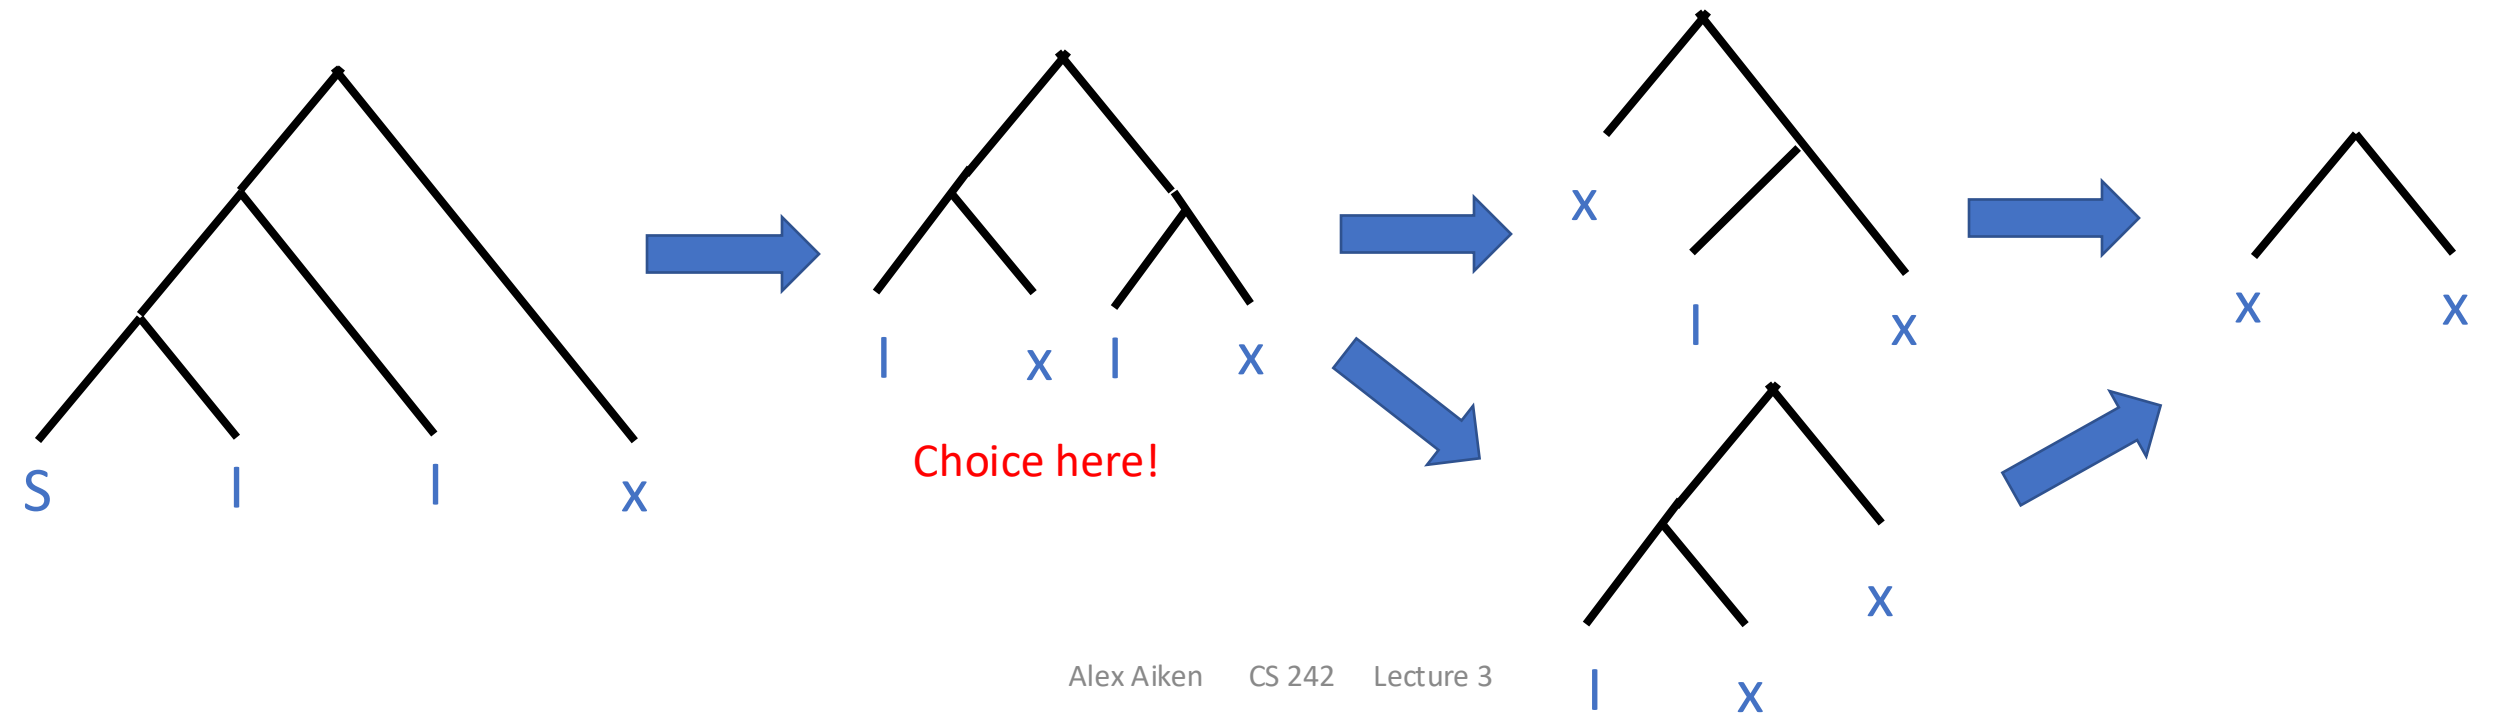 S I I x
I x I x
Choice here!
x
I x
x x
x
I x
Alex Aiken CS 242 Lecture 3